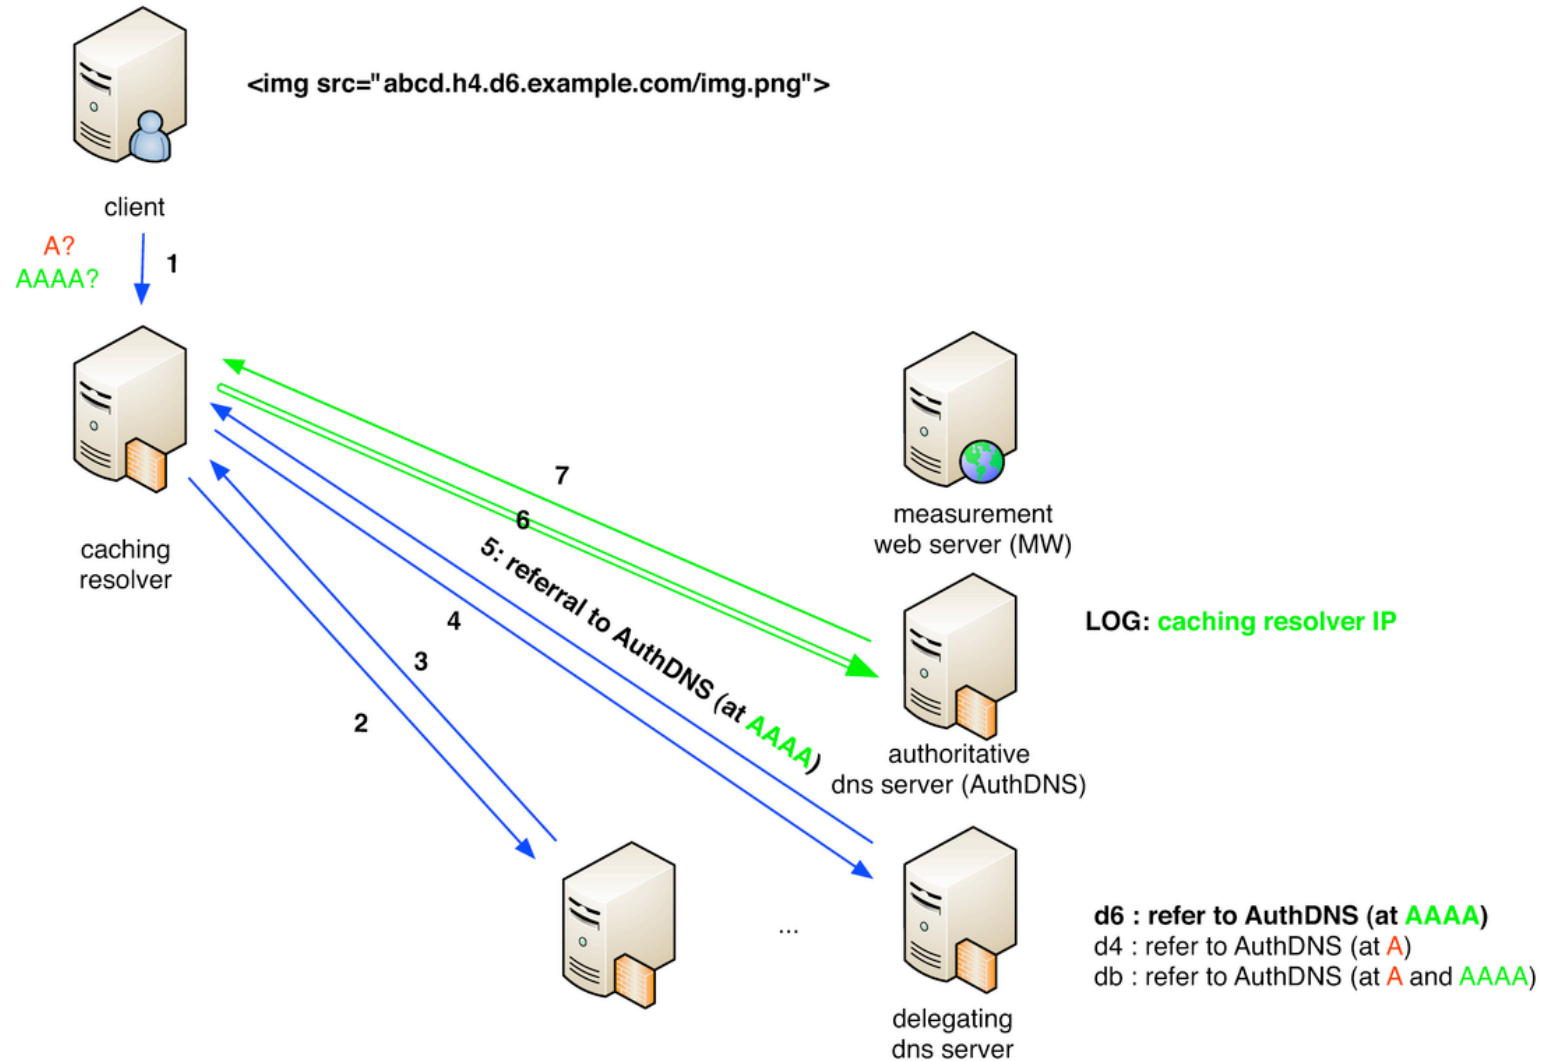 <img src="abcd.h4.d6.example.com/img.png">
client
A?
AAAA?
1
caching
resolver
7
6
5: referral to AuthDNS (at AAAA)
4
3
2
measurement
web server (MW)
LOG: caching resolver IP
authoritative
dns server (AuthDNS)
...
d6 : refer to AuthDNS (at AAAA)
d4 : refer to AuthDNS (at A)
db : refer to AuthDNS (at A and AAAA)
delegating
dns server